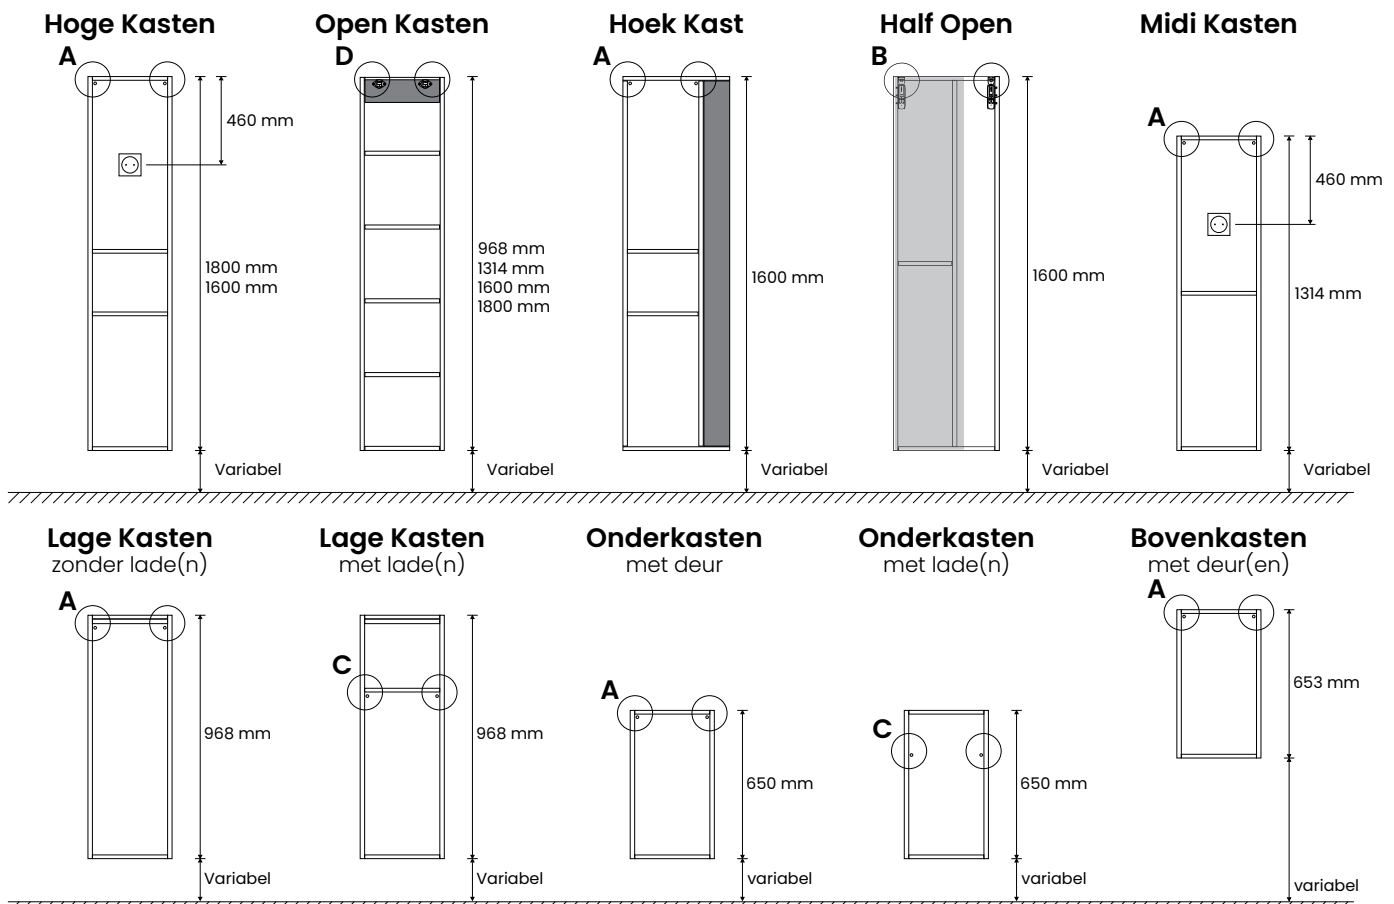 Hoge Kasten
A
460 mm
1800 mm
1600 mm
Variabel
Open Kasten
D
968 mm
1314 mm
1600 mm
1800 mm
Variabel
Hoek Kast
A
1600 mm
Variabel
Half Open
B
1600 mm
Variabel
Midi Kasten
A
460 mm
1314 mm
Variabel
Lage Kasten
zonder lade(n)
A
968 mm
Variabel
Lage Kasten
met lade(n)
C
968 mm
Variabel
Onderkasten
met deur
A
650 mm
variabel
Onderkasten
met lade(n)
C
650 mm
variabel
Bovenkasten
met deur(en)
A
653 mm
variabel